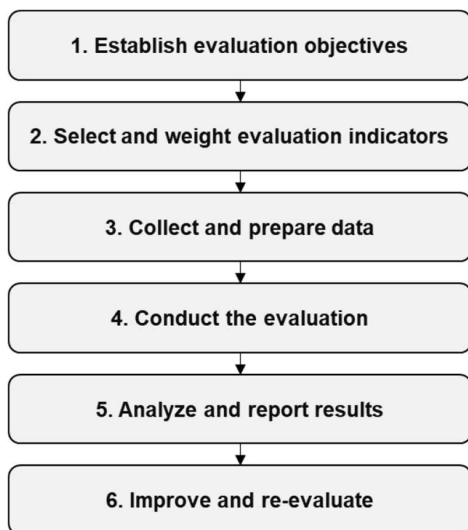 1. Establish evaluation objectives
2. Select and weight evaluation indicators
3. Collect and prepare data
4. Conduct the evaluation
5. Analyze and report results
6. Improve and re-evaluate